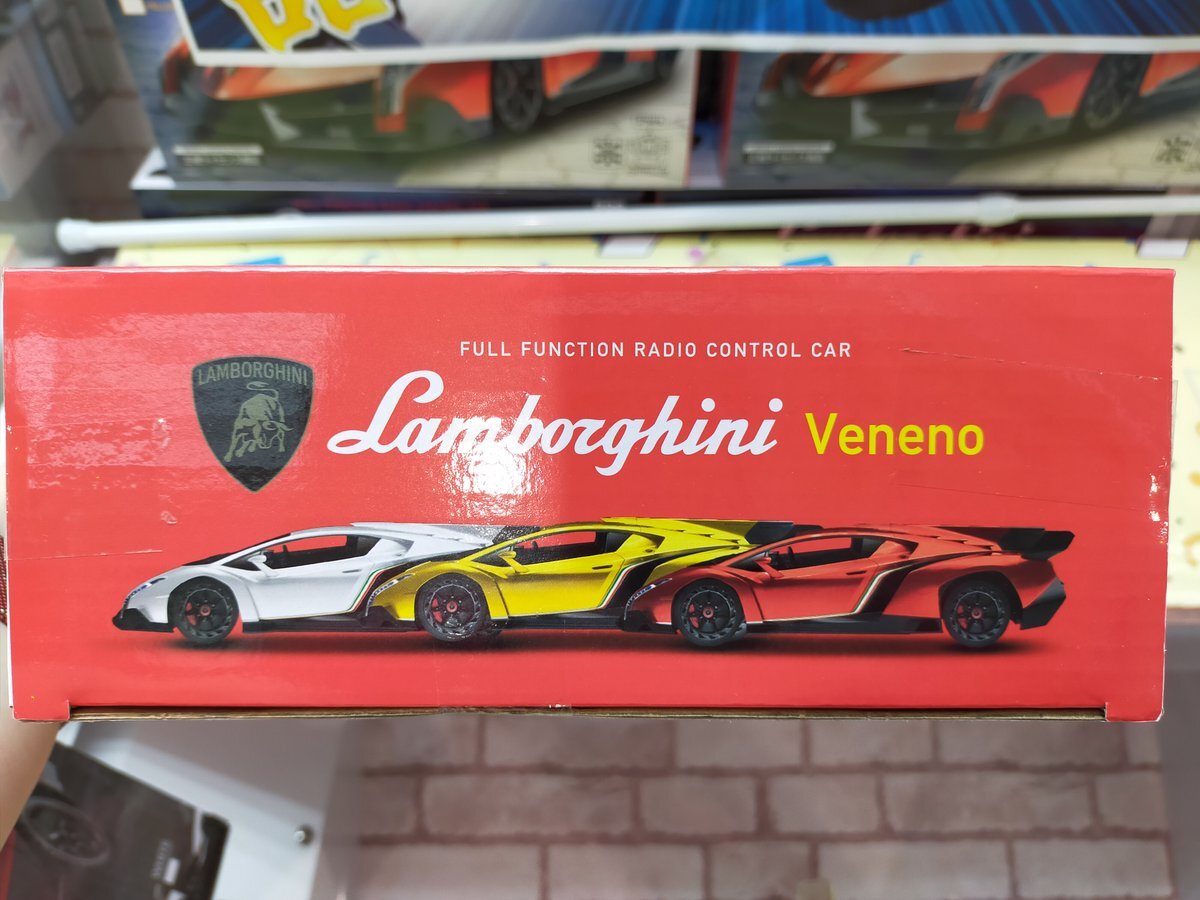 FULL FUNCTION RADIO CONTROL CAR
LAMBORGHINI
Lamborghini Veneno